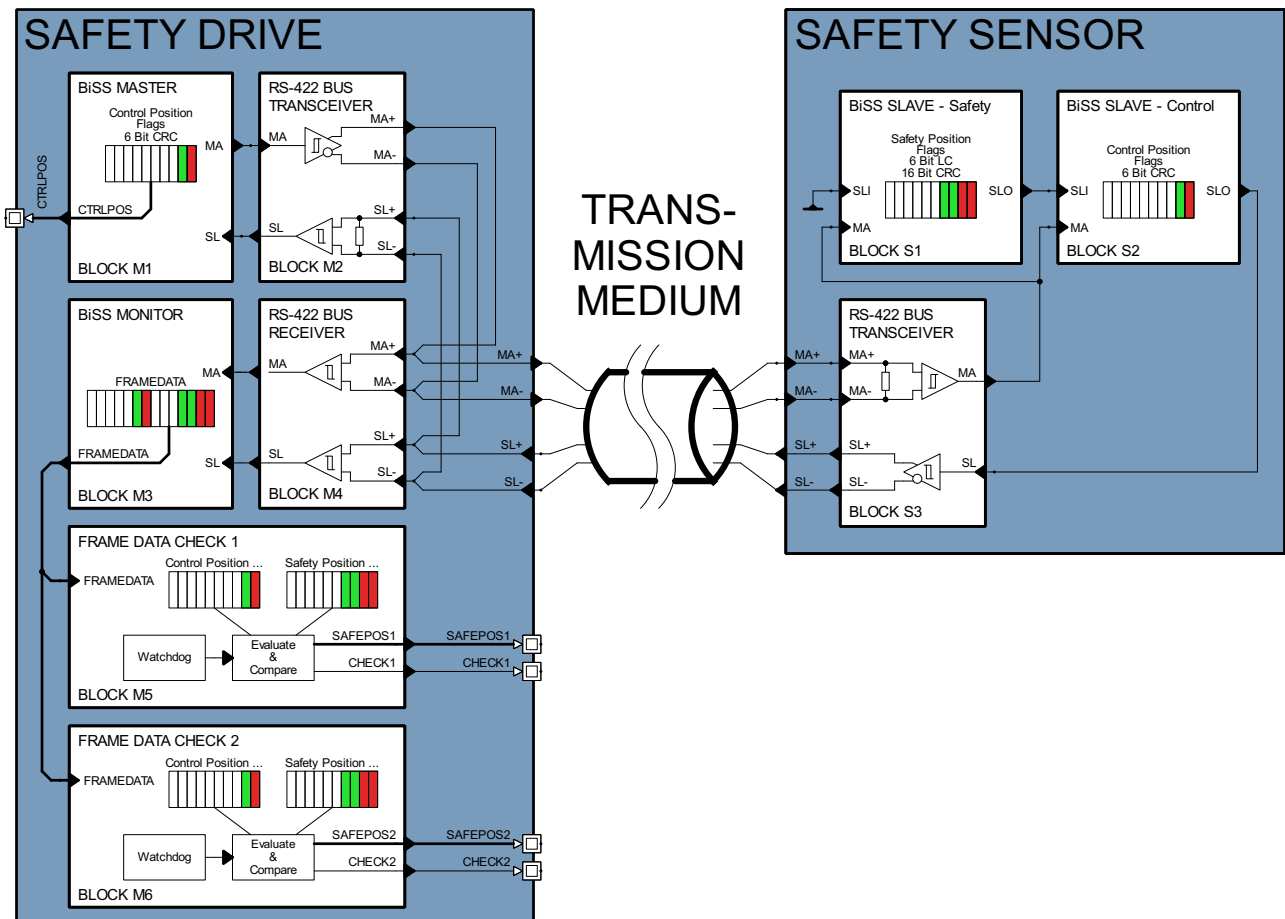 SAFETY DRIVE
BiSS MASTER
Control Position
Flags
6 Bit CRC
MA
CTRLPOS
CTRLPOS
SL
BLOCK M1
RS-422 BUS
TRANSCEIVER
MA
MA+
MA-
SL+
SL
SL-
BLOCK M2
BiSS MONITOR
MA
FRAMEDATA
FRAMEDATA
SL
BLOCK M3
RS-422 BUS
RECEIVER
MA+
MA
MA-
SL+
SL
SL-
BLOCK M4
MA+
MA-
SL+
SL-
FRAME DATA CHECK 1
Control Position ...
Safety Position ...
FRAMEDATA
Watchdog
Evaluate
&
Compare
SAFEPOS1
SAFEPOS1
CHECK1
CHECK1
BLOCK M5
FRAME DATA CHECK 2
Control Position ...
Safety Position ...
FRAMEDATA
Watchdog
Evaluate
&
Compare
SAFEPOS2
SAFEPOS2
CHECK2
CHECK2
BLOCK M6
TRANS-
MISSION
MEDIUM
SAFETY SENSOR
BiSS SLAVE - Safety
Safety Position
Flags
6 Bit LC
16 Bit CRC
SLI
SLO
MA
BLOCK S1
BiSS SLAVE - Control
Control Position
Flags
6 Bit CRC
SLI
SLO
MA
BLOCK S2
RS-422 BUS
TRANSCEIVER
MA+
MA+
MA
MA-
MA-
SL+
SL+
SL
SL-
SL-
BLOCK S3